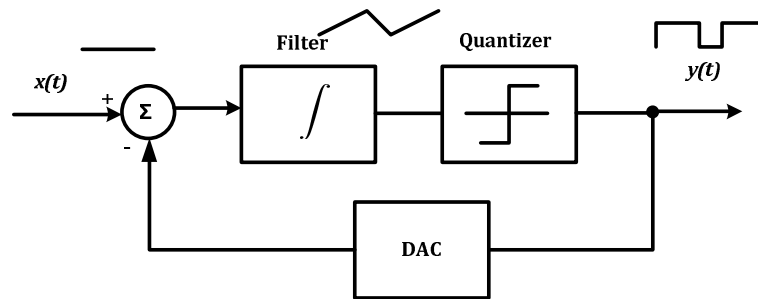 Filter
Quantizer
x(t)
y(t)
+
Σ
∫
-
DAC